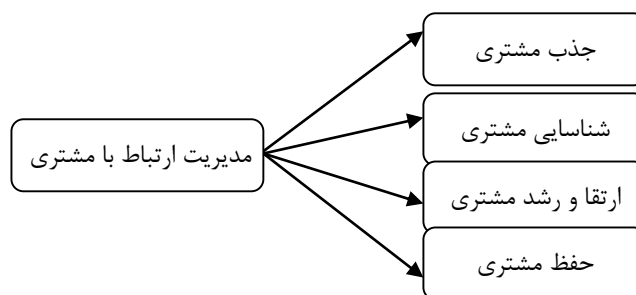 جذب مشتری
شناسایی مشتری
مدیریت ارتباط با مشتری
ارتقا و رشد مشتری
حفظ مشتری